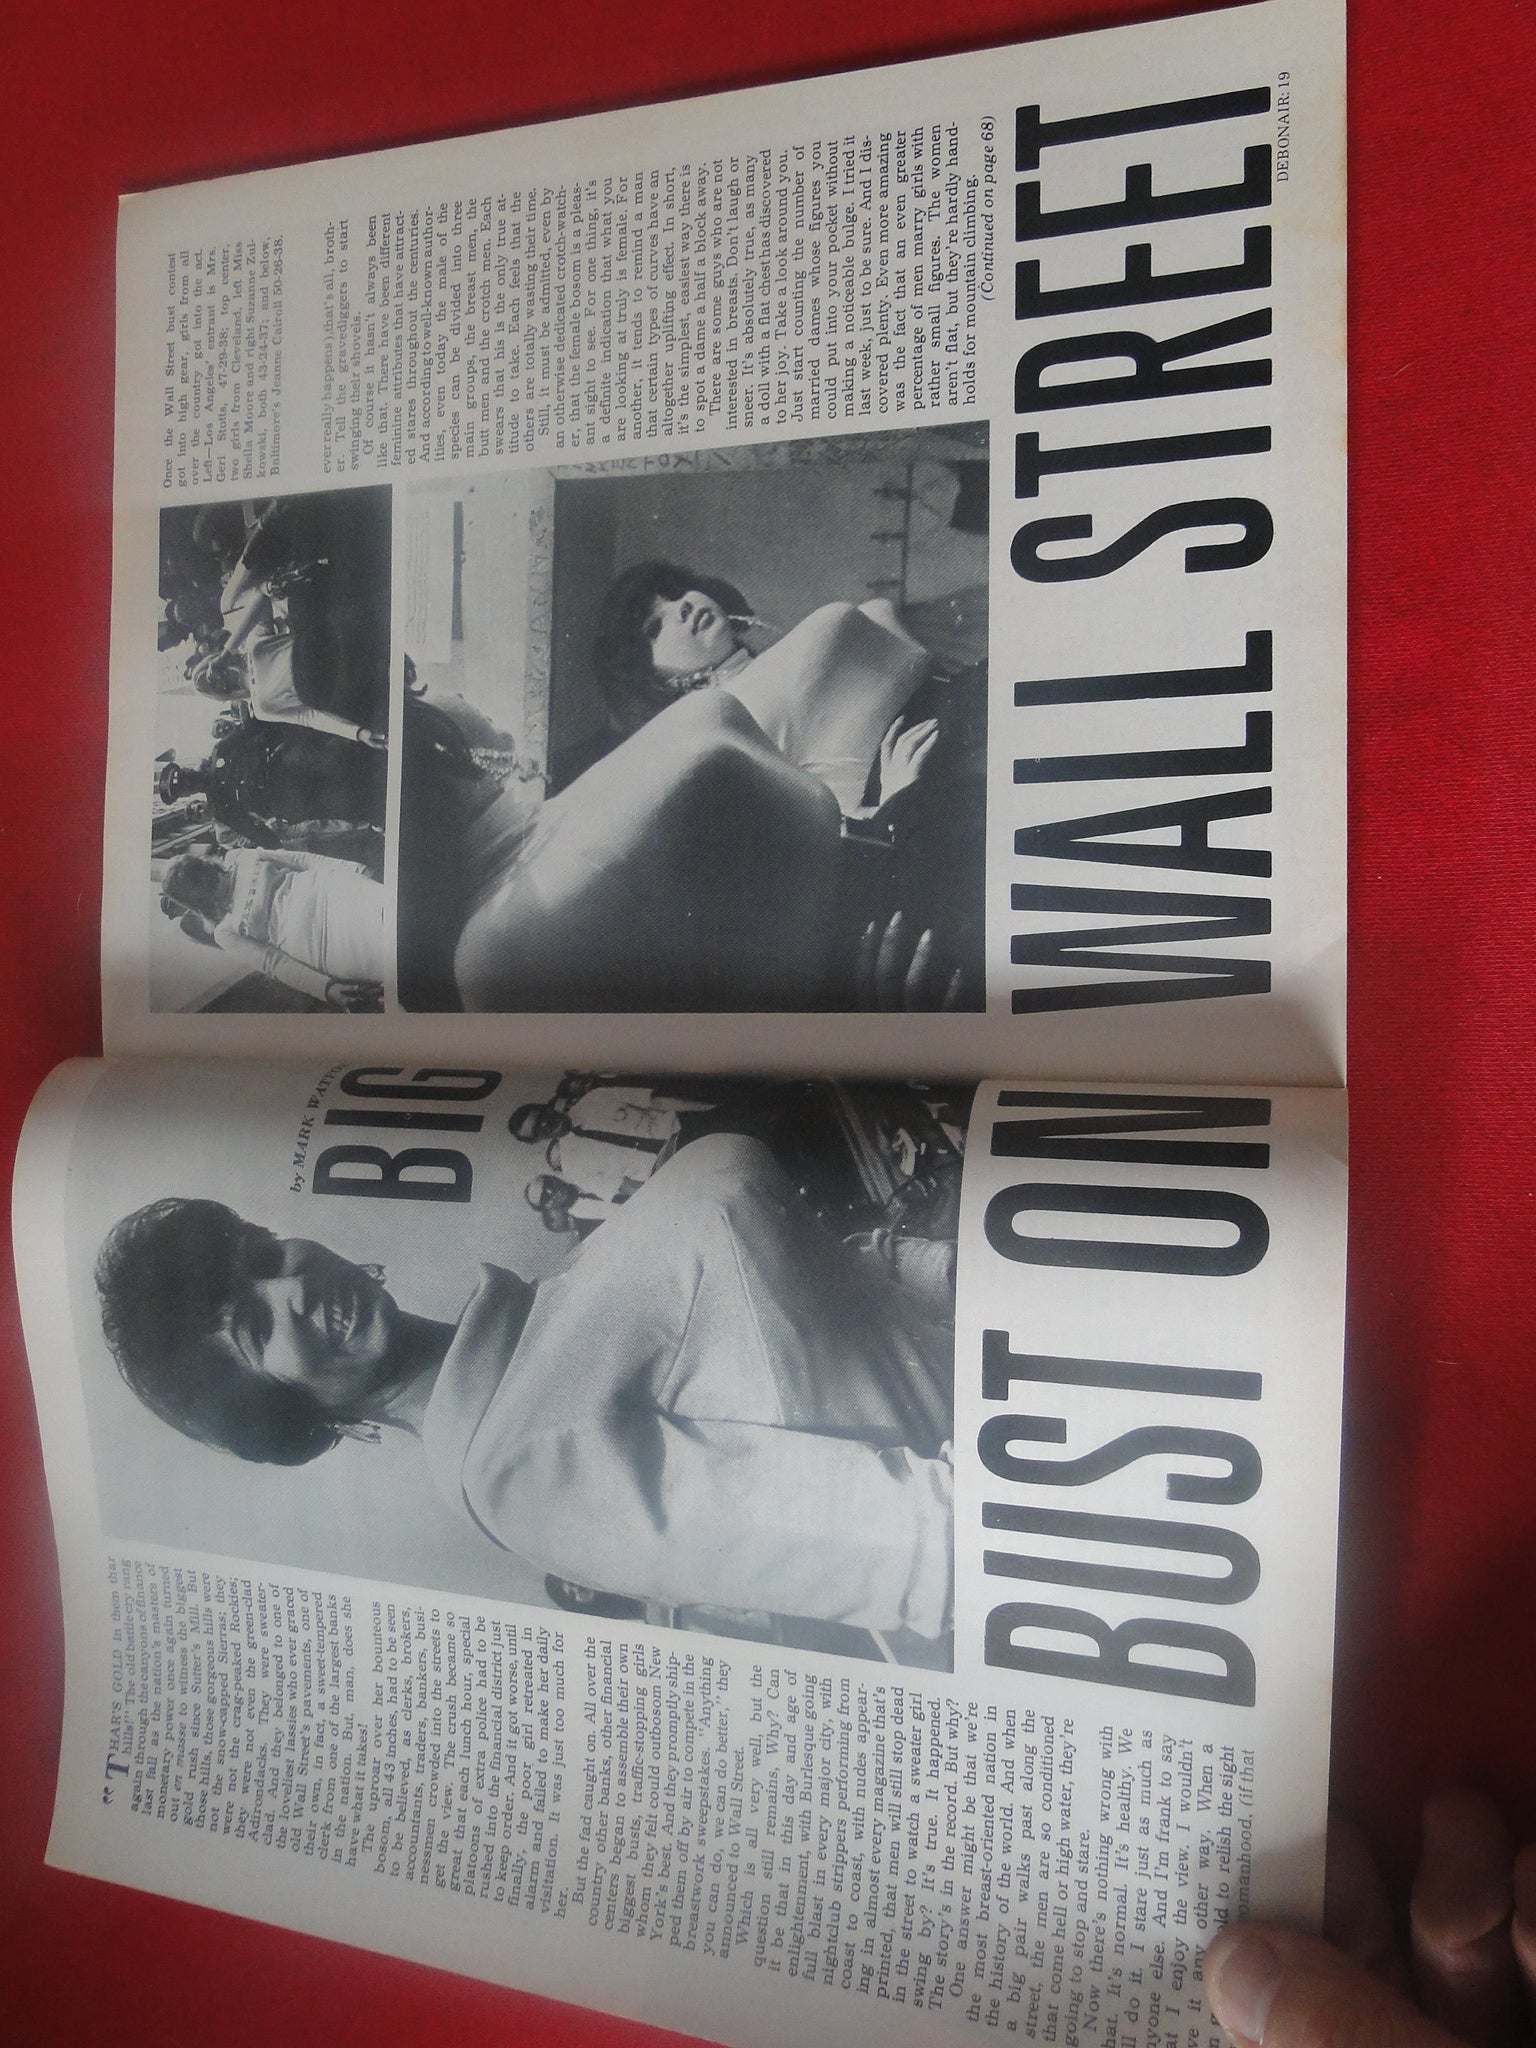 "THAR'S GOLD in them thar
hills!" The old battle cry rang
again through the canyons of finance
last fall as the nation's masters of
monetary power once again turned
out en masse to witness the biggest
gold rush since Sutter's Mill. But
those hills, those gorgeous hills were
not the snow-capped Sierras; they
were not the crag-peaked Rockies;
they were not even the green-clad
Adirondacks. They were sweater-
clad. And they belonged to one of
the loveliest lassies who ever graced
old Wall Street's pavements, one of
their own, in fact, a sweet-tempered
clerk from one of the largest banks
in the nation. But, man, does she
have what it takes!
The uproar over her bounteous
bosom, all 43 inches, had to be seen
to be believed, as clerks, brokers,
accountants, traders, bankers, busi-
nessmen crowded into the streets to
get the view. The crush became so
great that each lunch hour, special
platoons of extra police had to be
rushed into the financial district just
to keep order. And it got worse, until
finally, the poor girl retreated in
alarm and failed to make her daily
visitation. It was just too much for
her.
But the fad caught on. All over the
country other banks, other financial
centers began to assemble their own
biggest busts, traffic-stopping girls
whom they felt could outbosom New
York's best. And they promptly ship-
ped them off by air to compete in the
breastwork sweepstakes. "Anything
you can do, we can do better," they
announced to Wall Street.
Which is all very well, but the
question still remains, Why? Can
it be that in this day and age of
enlightenment, with Burlesque going
full blast in every major city, with
nightclub strippers performing from
coast to coast, with nudes appear-
ing in almost every magazine that's
printed, that men will still stop dead
in the street to watch a sweater girl
swing by? It's true. It happened.
The story's in the record. But why?
One answer might be that we're
the most breast-oriented nation in
the history of the world. And when
a big pair walks past along the
street, the men are so conditioned
that come hell or high water, they're
going to stop and stare.
Now there's nothing wrong with
hat. It's normal. It's healthy. We
ll do it. I stare just as much as
nyone else. And I'm frank to say
at I enjoy the view. I wouldn't
ve it any other way. When a
old to relish the sight
omanhood, (if that
by MARK WATFO
BIG
BUST ON
WALL STREET
Once the Wall Street bust contest
got into high gear, girls from all
over the country got into the act.
Left—Los Angeles' entrant is Mrs.
Geri Stotts, 47-29-38; top center,
two girls from Cleveland, left Miss
Sheila Moore and right Suzanne Zul-
kowski, both 43-24-37; and below,
Baltimore's Jeanne Cairoll 50-26-38.
ever really happens), that's all, broth-
er. Tell the gravediggers to start
swinging their shovels.
Of course it hasn't always been
like that. There have been different
feminine attributes that have attract-
ed stares throughout the centuries.
And according to well-known author-
ities, even today the male of the
species can be divided into three
main groups, the breast men, the
butt men and the crotch men. Each
swears that his is the only true at-
titude to take. Each feels that the
others are totally wasting their time.
Still, it must be admitted, even by
an otherwise dedicated crotch-watch-
er, that the female bosom is a pleas-
ant sight to see. For one thing, it's
a definite indication that what you
are looking at truly is female. For
another, it tends to remind a man
that certain types of curves have an
altogether uplifting effect. In short,
it's the simplest, easiest way there is
to spot a dame a half a block away.
There are some guys who are not
interested in breasts. Don't laugh or
sneer. It's absolutely true, as many
a doll with a flat chest has discovered
to her joy. Take a look around you.
Just start counting the number of
married dames whose figures you
could put into your pocket without
making a noticeable bulge. I tried it
last week, just to be sure. And I dis-
covered plenty. Even more amazing
was the fact that an even greater
percentage of men marry girls with
rather small figures. The women
aren't flat, but they're hardly hand-
holds for mountain climbing.
(Continued on page 68)
DEBONAIR: 19